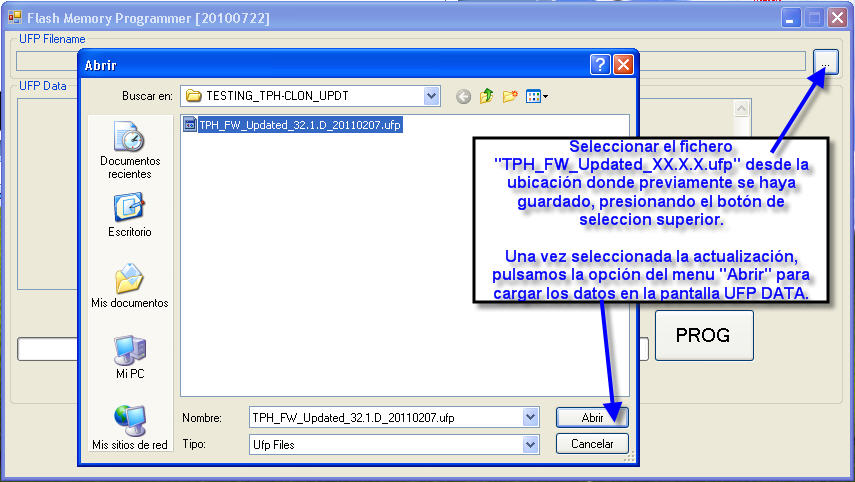 Flash Memory Programmer [20100722]
UFP Filename
...
UFP Data
Abrir
Buscar en:
TESTING_TPH-CLON_UPDT
TPH_FW_Updated_32.1.D_20110207.ufp
Documentos
recientes
Escritorio
Mis documentos
Mi PC
Mis sitios de red
Seleccionar el fichero
"TPH_FW_Updated_XX.X.X.ufp" desde la
ubicación donde previamente se haya
guardado, presionando el botón de
seleccion superior.
Una vez seleccionada la actualización,
pulsamos la opción del menu "Abrir" para
cargar los datos en la pantalla UFP DATA.
PROG
Nombre:
TPH_FW_Updated_32.1.D_20110207.ufp
Abrir
Tipo:
Ufp Files
Cancelar